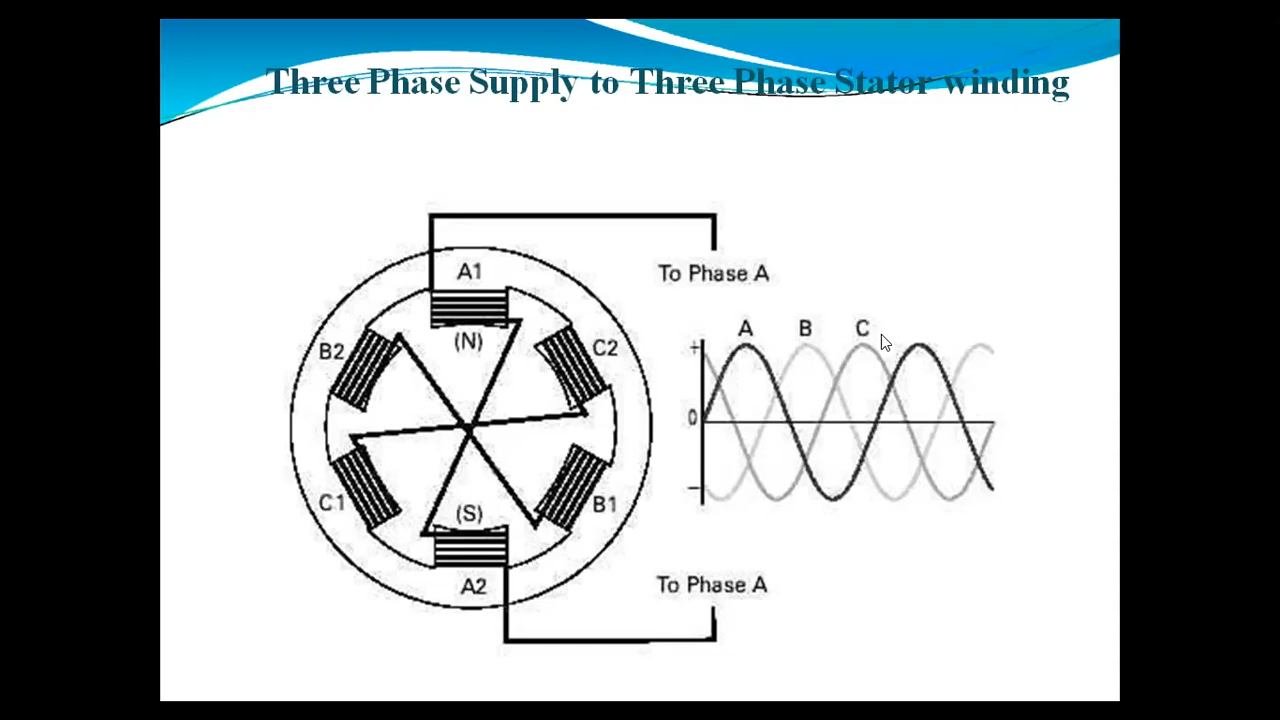 Three Phase Supply to Three Phase Stator winding
A1
To Phase A
(N)
B2
C2
A B C
+
0
–
C1
(S)
B1
A2
To Phase A